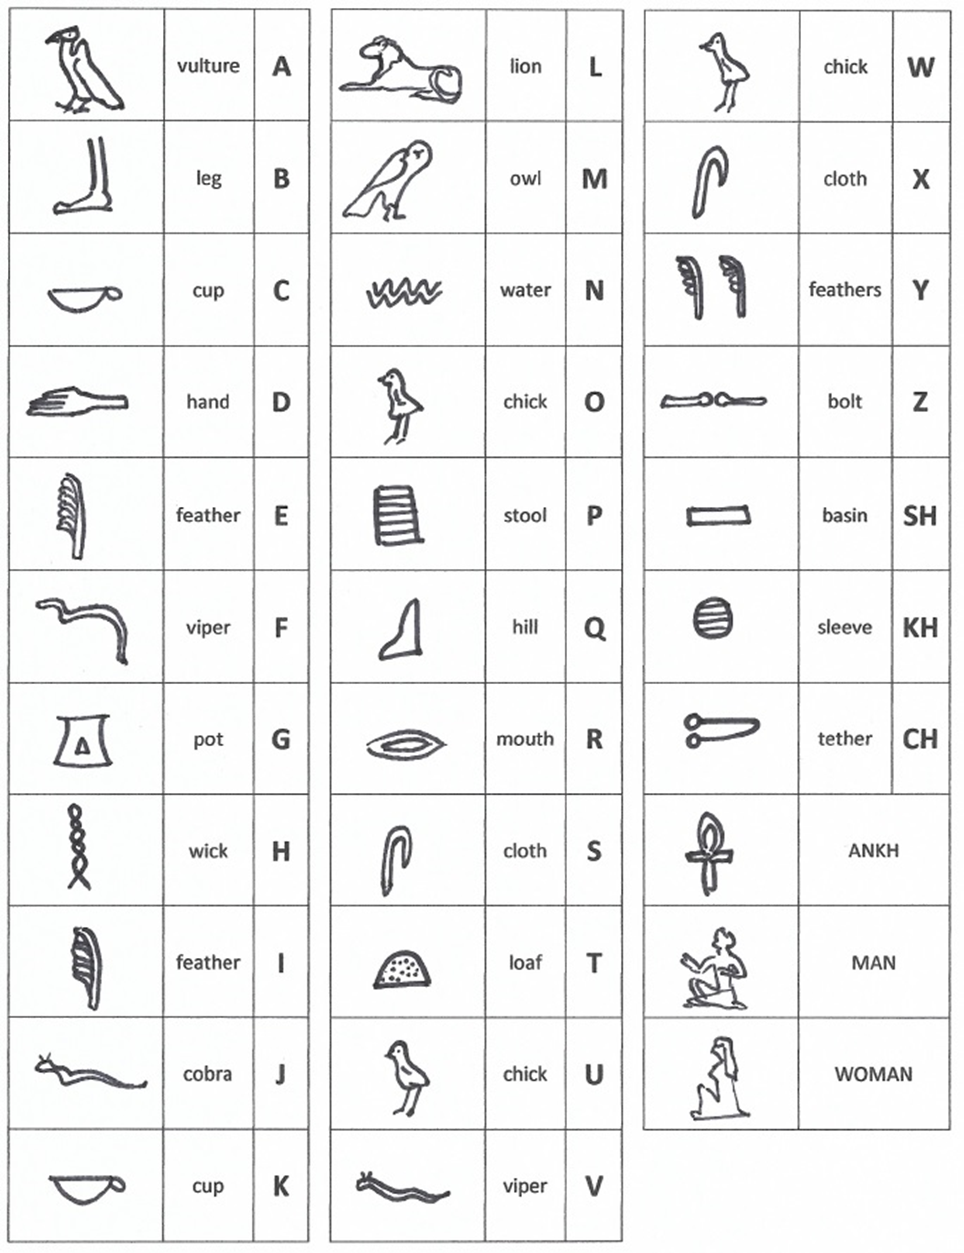 vulture A
leg B
cup C
hand D
feather E
viper F
pot G
wick H
feather I
cobra J
cup K
lion L
owl M
water N
chick O
stool P
hill Q
mouth R
cloth S
loaf T
chick U
viper V
chick W
cloth X
feathers Y
bolt Z
basin SH
sleeve KH
tether CH
ANKH
MAN
WOMAN